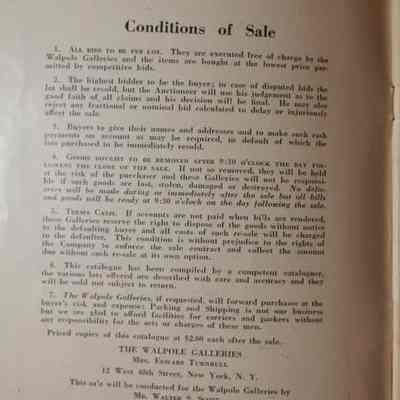 Conditions of Sale
1. ALL BIDS TO BE PER LOT. They are executed free of charge by the
Walpole Galleries and the items are bought at the lowest price per-
mitted by competitive bids.
2. The highest bidder to be the buyer; in case of disputed bids the
lot shall be resold, but the Auctioneer will use his judgment as to the
good faith of all claims and his decision will be final. He may also
reject any fractional or nominal bid calculated to delay or injuriously
affect the sale.
3. Buyers to give their names and addresses and to make such cash
payments on account as may be required, in default of which the
lots purchased to be immediately resold.
4. GOODS BOUGHT TO BE REMOVED AFTER 9:30 O'CLOCK THE DAY FOL-
LOWING THE CLOSE OF THE SALE. If not so removed, they will be held
at the risk of the purchaser and these Galleries will not be responsi-
ble if such goods are lost, stolen, damaged or destroyed. No deliv-
eries will be made during or immediately after the sale but all bills
and goods will be ready at 9:30 o'clock on the day following the sale.
5. TERMS CASH. If accounts are not paid when bills are rendered,
these Galleries reserve the right to dispose of the goods without notice
to the defaulting buyer and all costs of such re-sale will be charged
to the defaulter. This condition is without prejudice to the rights of
the Company to enforce the sale contract and collect the amount
due without such re-sale at its own option.
6. This catalogue has been compiled by a competent cataloguer,
the various lots offered are described with care and accuracy and they
will be sold not subject to return.
7. The Walpole Galleries, if requested, will forward purchases at the
buyer's risk and expense. Packing and Shipping is not our business
but we are glad to afford facilities for carriers and packers without
any responsibility for the acts or charges of these men.
Priced copies of this catalogue at $2.00 each after the sale.
THE WALPOLE GALLERIES
MRS. EDWARD TURNBULL
12 West 48th Street, New York, N. Y.
This sale will be conducted for the Walpole Galleries by
MR. WALTER S.